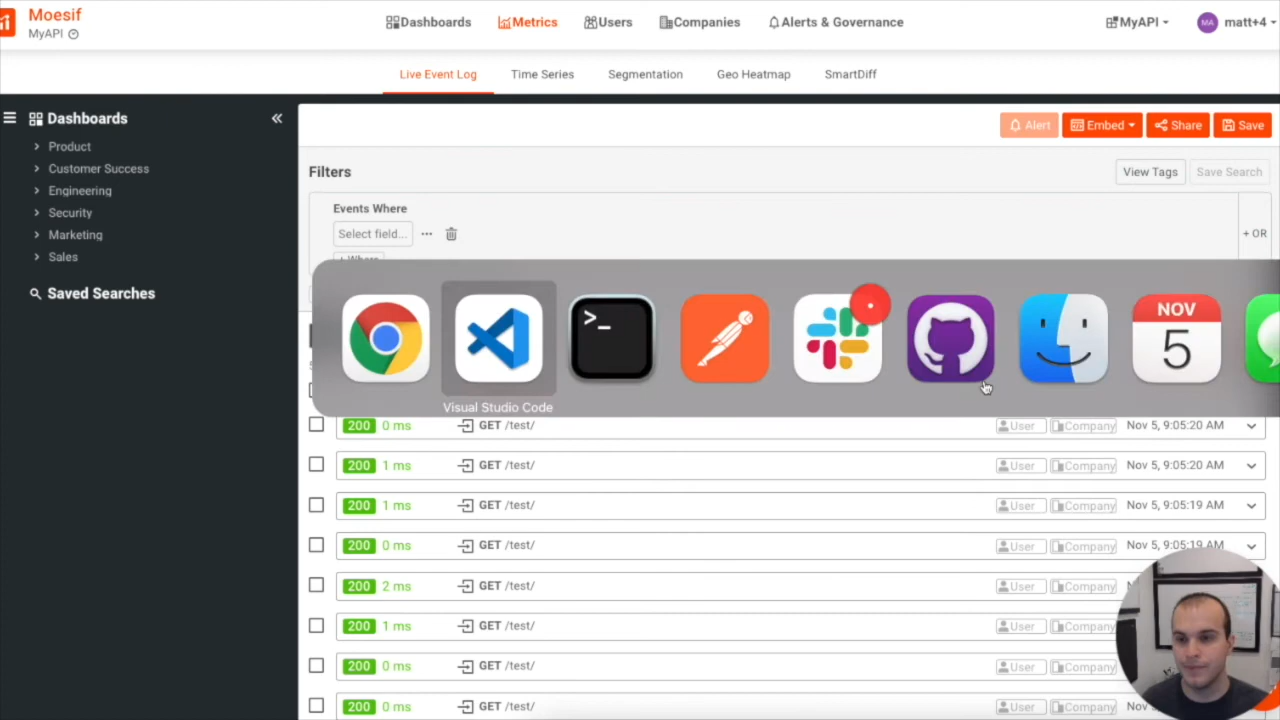 Moesif
MyAPI
Dashboards
Metrics
Users
Companies
Alerts & Governance
MyAPI
MA
matt+4
Live Event Log
Time Series
Segmentation
Geo Heatmap
SmartDiff
Dashboards
Product
Customer Success
Engineering
Security
Marketing
Sales
Saved Searches
Alert
Embed
Share
Save
Filters
View Tags
Save Search
Events Where
Select field...
+ OR
+ Where
>_
NOV
5
Visual Studio Code
200 0 ms GET /test/ User Company Nov 5, 9:05:20 AM
200 1 ms GET /test/ User Company Nov 5, 9:05:20 AM
200 1 ms GET /test/ User Company Nov 5, 9:05:19 AM
200 0 ms GET /test/ User Company Nov 5, 9:05:19 AM
200 2 ms GET /test/ User Company
200 1 ms GET /test/ User Company
200 0 ms GET /test/ User Company
200 0 ms GET /test/ User Company Nov